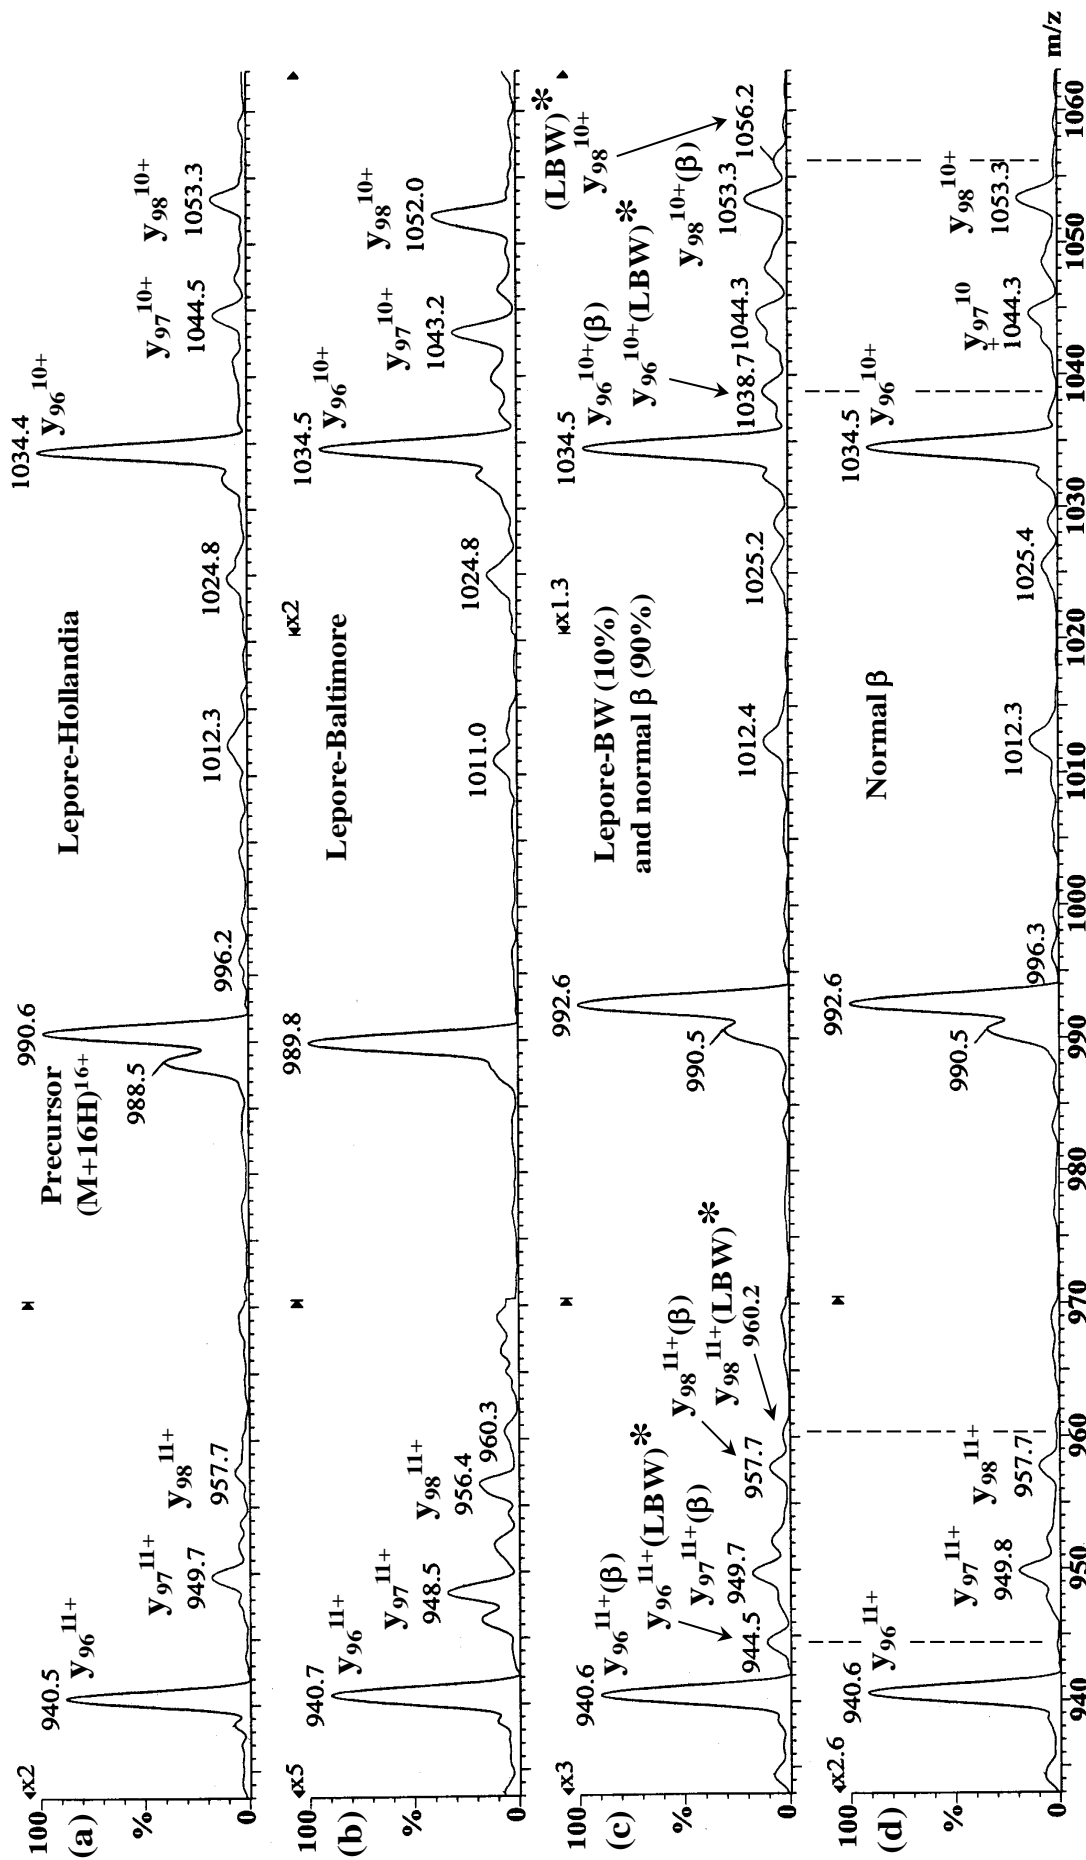 100 x2
(a)
%
0
940.5
y96 11+
y97 11+
949.7
y98 11+
957.7
Precursor
(M+16H)16+
988.5
990.6
996.2
Lepore-Hollandia
1012.3
1024.8
1034.4
y96 10+
y97 10+
1044.5
y98 10+
1053.3
100 x5
(b)
%
0
940.7
y96 11+
y97 11+
948.5
y98 11+
956.4
960.3
989.8
Lepore-Baltimore
1011.0
x2
1024.8
1034.5
y96 10+
y97 10+
1043.2
y98 10+
1052.0
100 x3
(c)
%
0
940.6
y96 11+(β)
y96 11+(LBW)*
944.5
y97 11+(β)
949.7
y98 11+(β)
957.7
y98 11+(LBW)*
960.2
990.5
992.6
Lepore-BW (10%)
and normal β (90%)
1012.4
x1.3
1025.2
1034.5
y96 10+(β)
y96 10+(LBW)*
1038.7
1044.3
y98 10+(β)
1053.3
(LBW)*
y98 10+
1056.2
100 x2.6
(d)
%
0
940.6
y96 11+
y97 11+
949.8
y98 11+
957.7
990.5
992.6
996.3
Normal β
1012.3
1025.4
1034.5
y96 10+
y97 10
+
1044.3
y98 10+
1053.3
940 950 960 970 980 990 1000 1010 1020 1030 1040 1050 1060 m/z